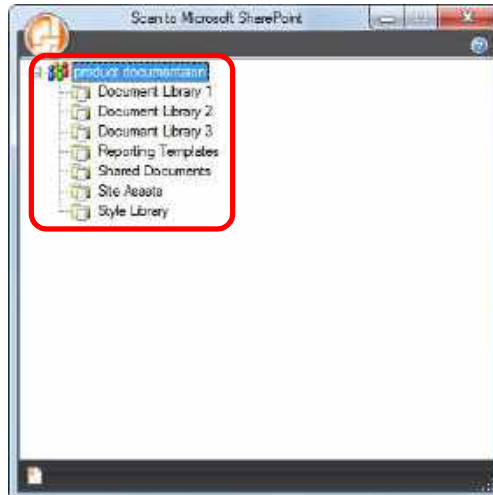 Scan to Microsoft SharePoint
product documentation
Document Library 1
Document Library 2
Document Library 3
Reporting Templates
Shared Documents
Site Assets
Style Library